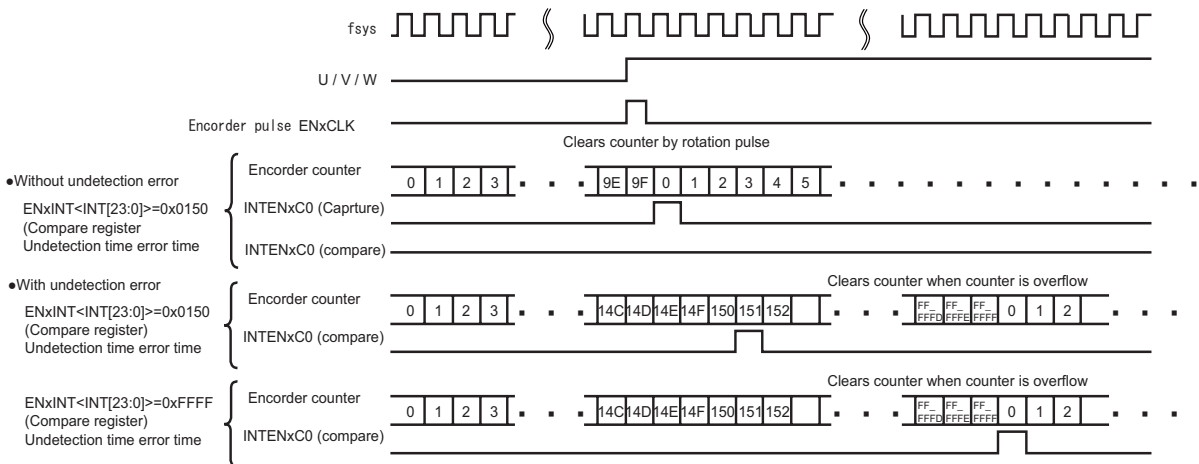 fsys
U / V / W
Encorder pulse ENxCLK
Clears counter by rotation pulse
●Without undetection error
ENxINT<INT[23:0]>=0x0150
(Compare register
Undetection time error time
Encorder counter
0 1 2 3 9E 9F 0 1 2 3 4 5
INTENxC0 (Caprture)
INTENxC0 (compare)
●With undetection error
Clears counter when counter is overflow
ENxINT<INT[23:0]>=0x0150
(Compare register)
Undetection time error time
Encorder counter
0 1 2 3 14C 14D 14E 14F 150 151 152 FF_FFFD FF_FFFE FF_FFFF 0 1 2
INTENxC0 (compare)
Clears counter when counter is overflow
ENxINT<INT[23:0]>=0xFFFF
(Compare register)
Undetection time error time
Encorder counter
0 1 2 3 14C 14D 14E 14F 150 151 152 FF_FFFD FF_FFFE FF_FFFF 0 1 2
INTENxC0 (compare)